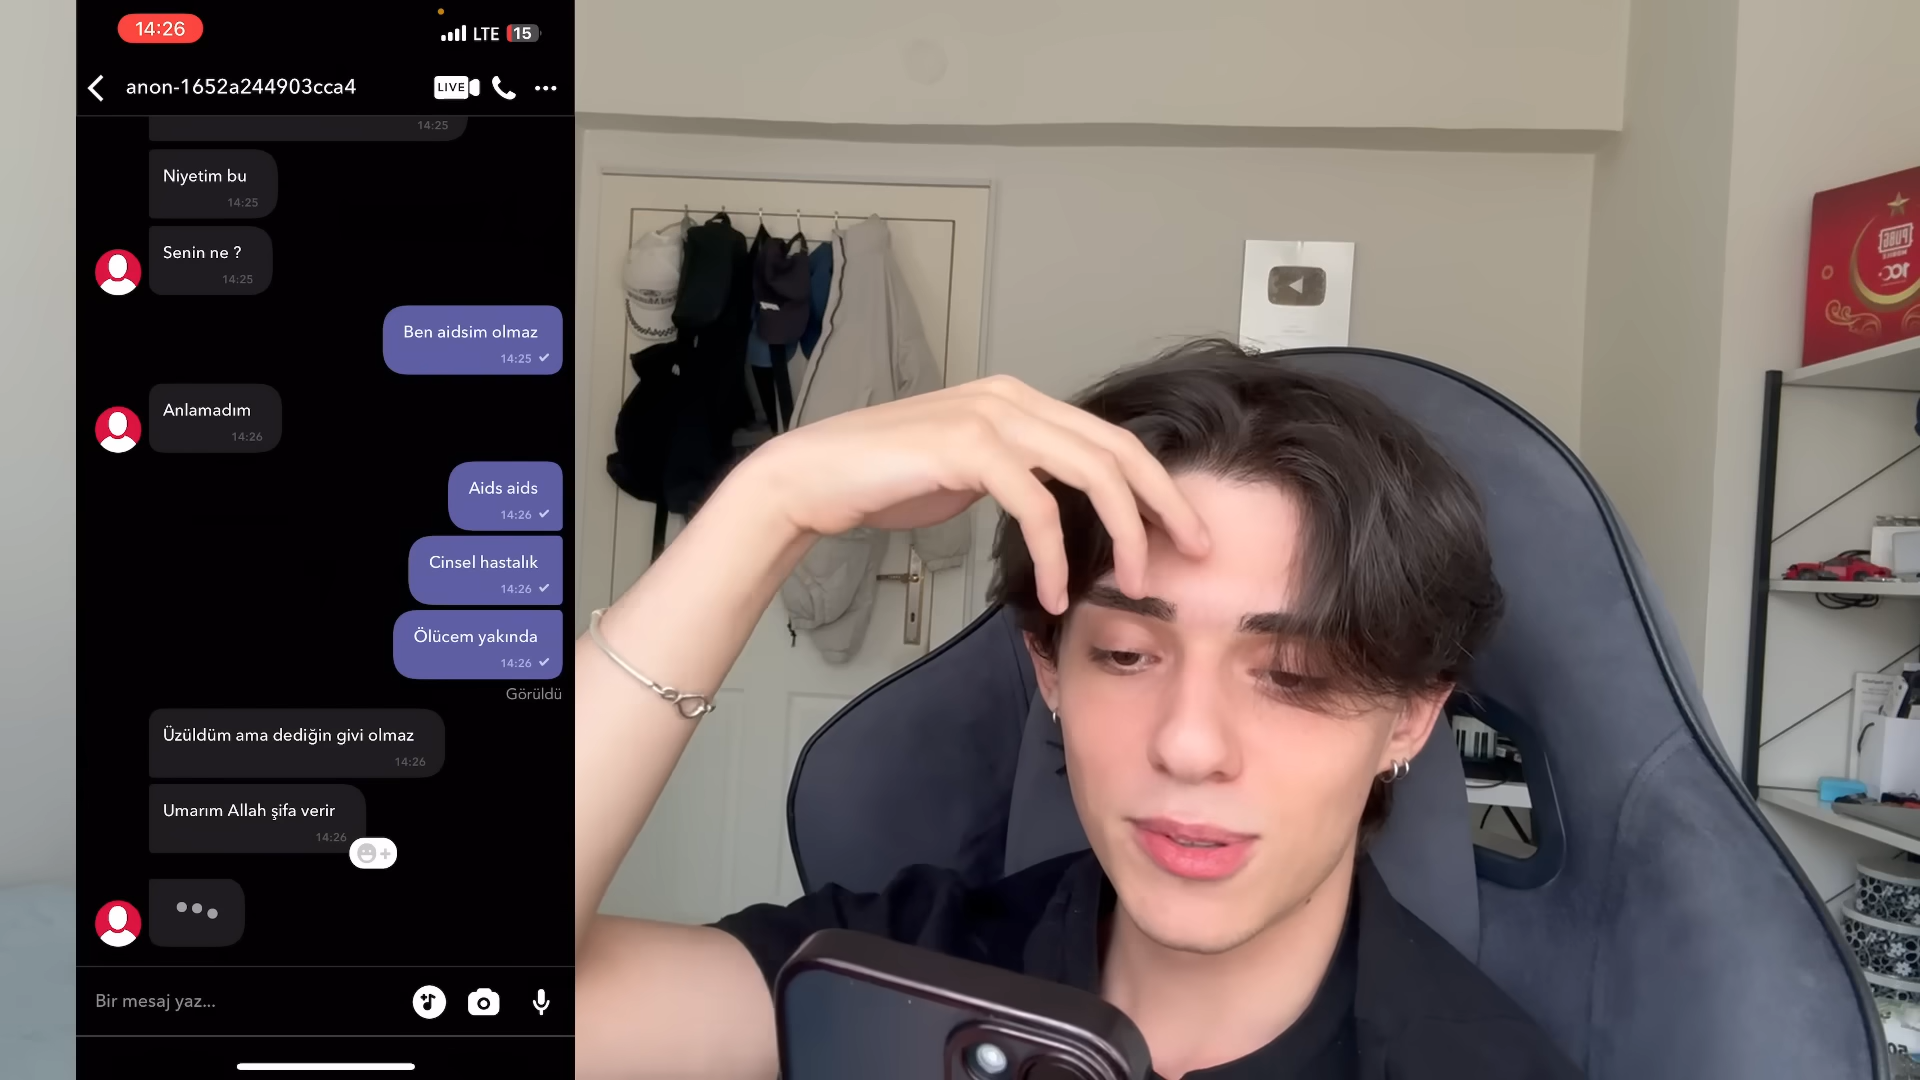 14:26
LTE
15
anon-1652a244903cca4
LIVE
14:25
Niyetim bu
14:25
Senin ne ?
14:25
Ben aidsim olmaz
14:25
Anlamadım
14:26
Aids aids
14:26
Cinsel hastalık
14:26
Ölücem yakında
14:26
Görüldü
Üzüldüm ama dediğin givi olmaz
14:26
Umarım Allah şifa verir
14:26
Bir mesaj yaz...
PUBG
MOBILE